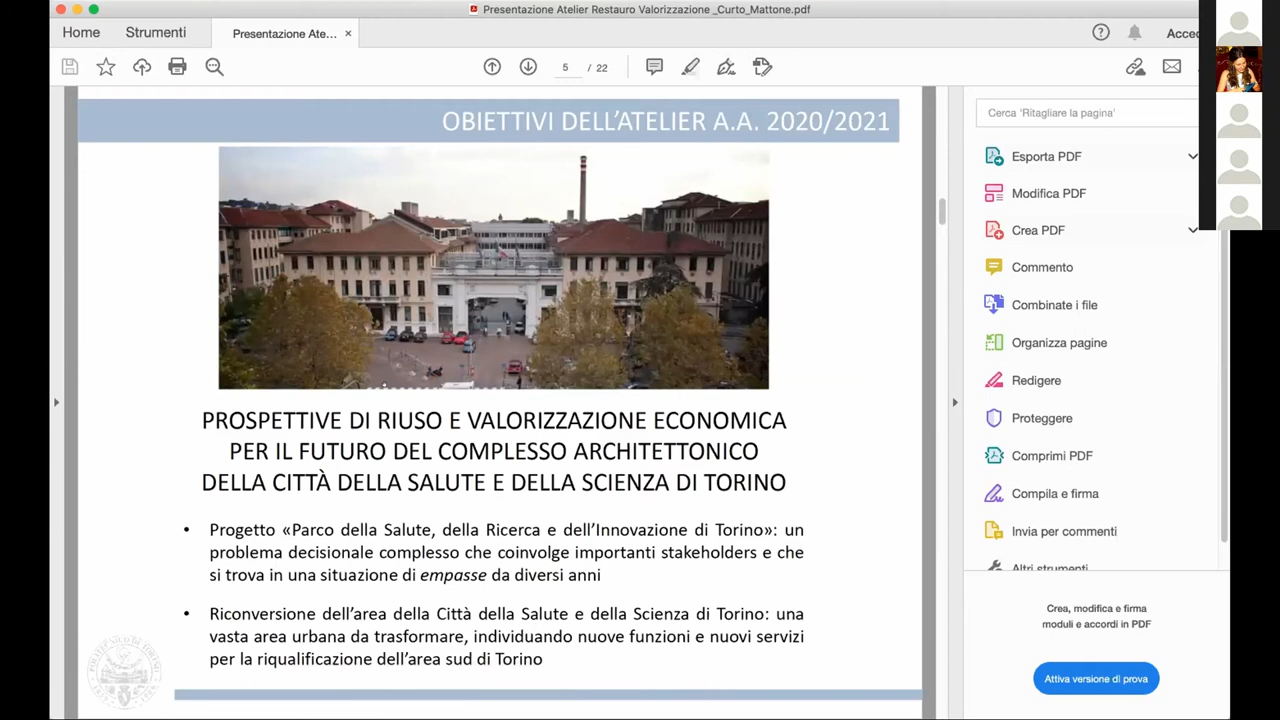 Presentazione Atelier Restauro Valorizzazione _Curto_Mattone.pdf
Home
Strumenti
Presentazione Ate... ×
5 / 22
OBIETTIVI DELL'ATELIER A.A. 2020/2021
PROSPETTIVE DI RIUSO E VALORIZZAZIONE ECONOMICA
PER IL FUTURO DEL COMPLESSO ARCHITETTONICO
DELLA CITTÀ DELLA SALUTE E DELLA SCIENZA DI TORINO
• Progetto «Parco della Salute, della Ricerca e dell'Innovazione di Torino»: un
problema decisionale complesso che coinvolge importanti stakeholders e che
si trova in una situazione di empasse da diversi anni
• Riconversione dell'area della Città della Salute e della Scienza di Torino: una
vasta area urbana da trasformare, individuando nuove funzioni e nuovi servizi
per la riqualificazione dell'area sud di Torino
Cerca 'Ritagliare la pagina'
Esporta PDF
Modifica PDF
Crea PDF
Commento
Combinate i file
Organizza pagine
Redigere
Proteggere
Comprimi PDF
Compila e firma
Invia per commenti
Altri strumenti
Crea, modifica e firma
moduli e accordi in PDF
Attiva versione di prova